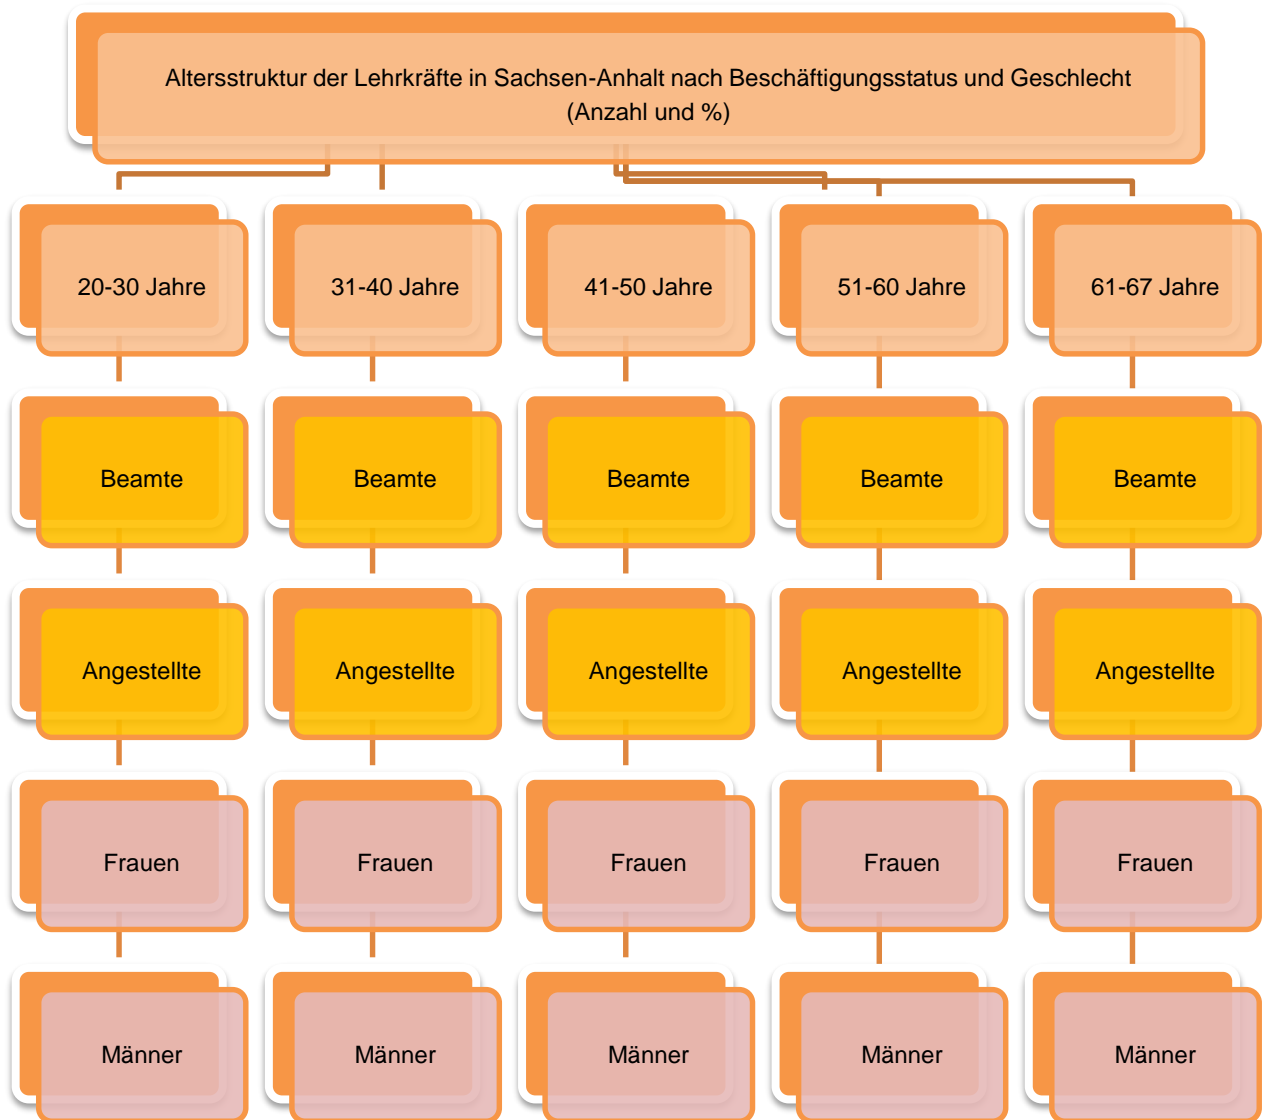 Altersstruktur der Lehrkräfte in Sachsen-Anhalt nach Beschäftigungsstatus und Geschlecht
(Anzahl und %)
20-30 Jahre
31-40 Jahre
41-50 Jahre
51-60 Jahre
61-67 Jahre
Beamte
Beamte
Beamte
Beamte
Beamte
Angestellte
Angestellte
Angestellte
Angestellte
Angestellte
Frauen
Frauen
Frauen
Frauen
Frauen
Männer
Männer
Männer
Männer
Männer